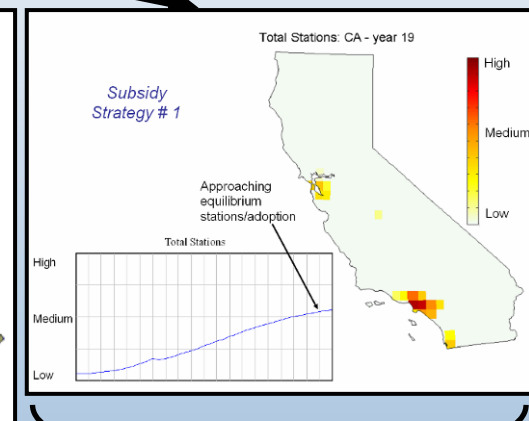 Total Stations: CA - year 19
Subsidy
Strategy # 1
High
Medium
Low
Approaching
equilibrium
stations/adoption
Total Stations
High
Medium
Low